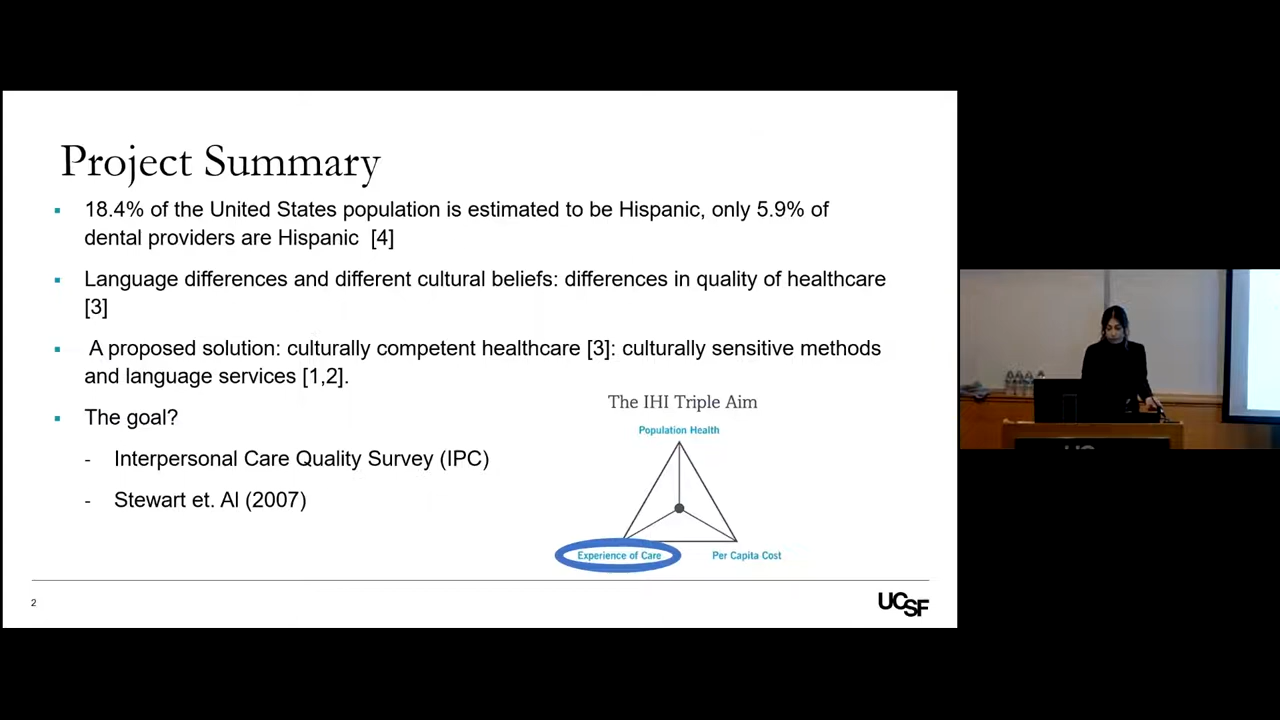 Project Summary
▪ 18.4% of the United States population is estimated to be Hispanic, only 5.9% of
dental providers are Hispanic [4]
▪ Language differences and different cultural beliefs: differences in quality of healthcare
[3]
▪ A proposed solution: culturally competent healthcare [3]: culturally sensitive methods
and language services [1,2].
▪ The goal?
- Interpersonal Care Quality Survey (IPC)
- Stewart et. Al (2007)
The IHI Triple Aim
Population Health
Experience of Care
Per Capita Cost
2
UCSF